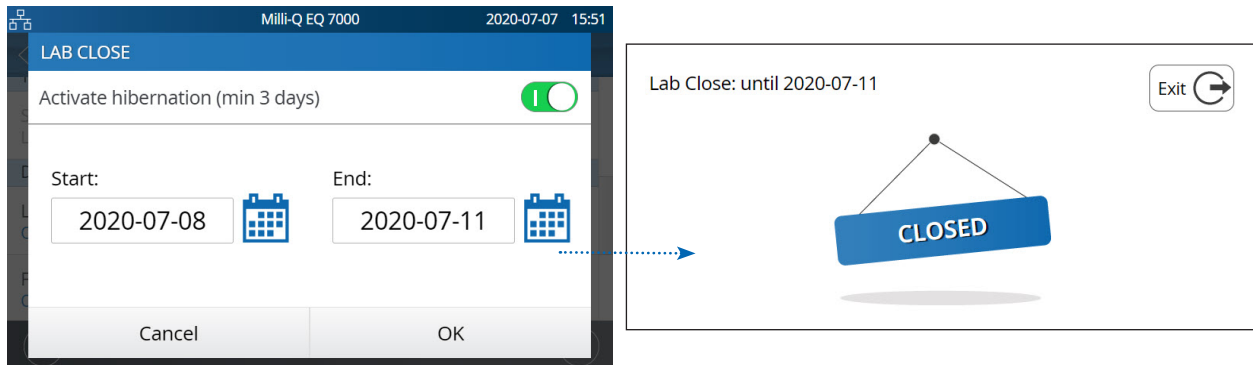 Milli-Q EQ 7000 2020-07-07 15:51
LAB CLOSE
Activate hibernation (min 3 days)
Start: End:
2020-07-08 2020-07-11
Cancel OK
Lab Close: until 2020-07-11
Exit
CLOSED